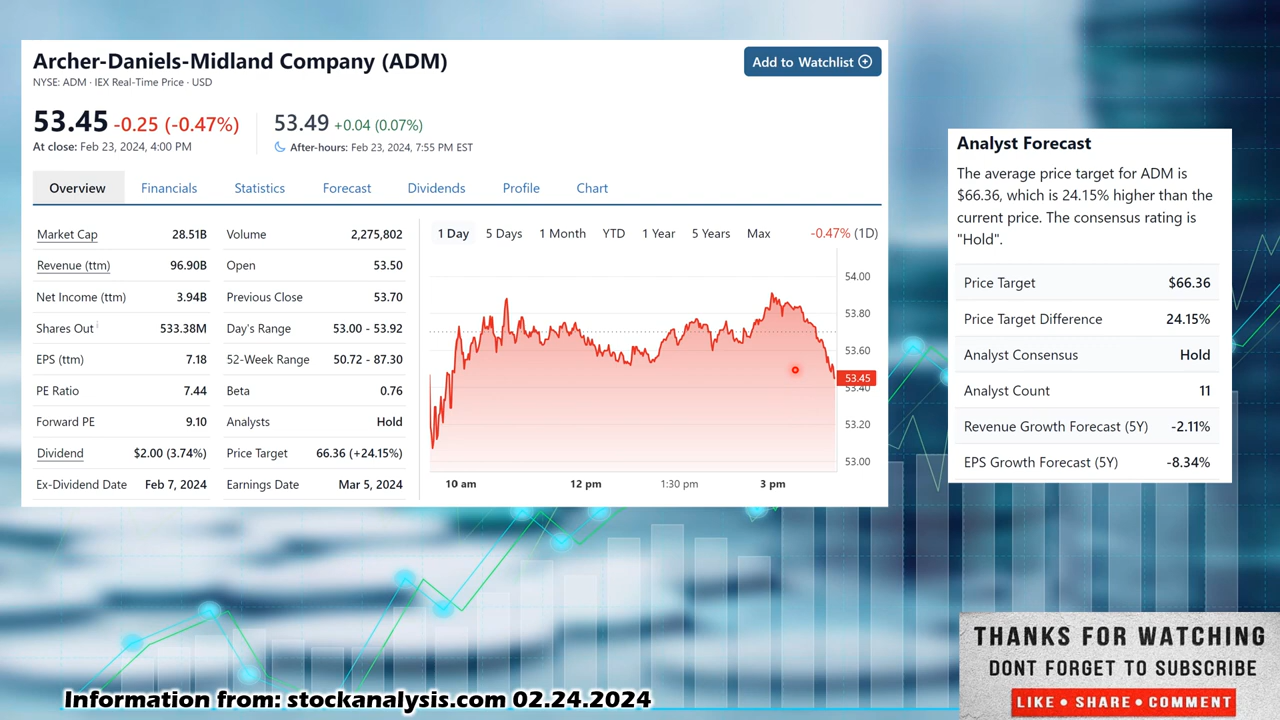 Archer-Daniels-Midland Company (ADM)
Add to Watchlist
NYSE: ADM · IEX Real-Time Price · USD
53.45 -0.25 (-0.47%)
At close: Feb 23, 2024, 4:00 PM
53.49 +0.04 (0.07%)
After-hours: Feb 23, 2024, 7:55 PM EST
Overview Financials Statistics Forecast Dividends Profile Chart
Market Cap 28.51B
Revenue (ttm) 96.90B
Net Income (ttm) 3.94B
Shares Out i 533.38M
EPS (ttm) 7.18
PE Ratio 7.44
Forward PE 9.10
Dividend $2.00 (3.74%)
Ex-Dividend Date Feb 7, 2024
Volume 2,275,802
Open 53.50
Previous Close 53.70
Day's Range 53.00 - 53.92
52-Week Range 50.72 - 87.30
Beta 0.76
Analysts Hold
Price Target 66.36 (+24.15%)
Earnings Date Mar 5, 2024
1 Day 5 Days 1 Month YTD 1 Year 5 Years Max -0.47% (1D)
54.00
53.80
53.60
53.45
53.40
53.20
53.00
10 am 12 pm 1:30 pm 3 pm
Analyst Forecast
The average price target for ADM is
$66.36, which is 24.15% higher than the
current price. The consensus rating is
"Hold".
Price Target $66.36
Price Target Difference 24.15%
Analyst Consensus Hold
Analyst Count 11
Revenue Growth Forecast (5Y) -2.11%
EPS Growth Forecast (5Y) -8.34%
THANKS FOR WATCHING
DONT FORGET TO SUBSCRIBE
LIKE • SHARE • COMMENT
Information from: stockanalysis.com 02.24.2024